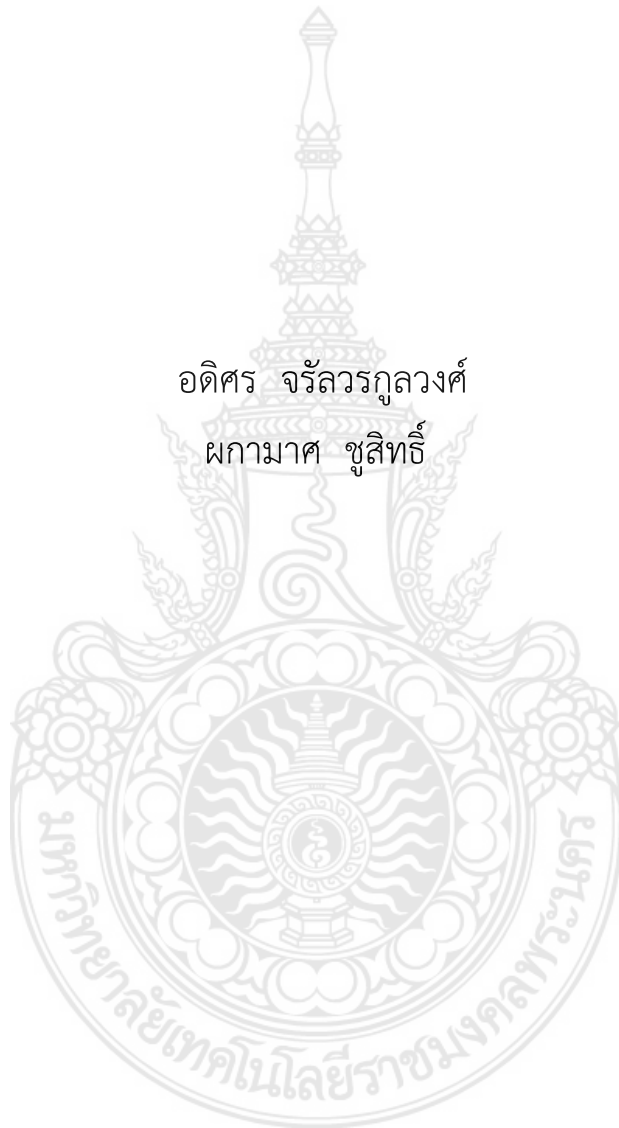 อดิศร จรัลวรกูลวงศ์
ผกามาศ ชูสิทธิ์
มหาวิทยาลัยเทคโนโลยีราชมงคลพระนคร